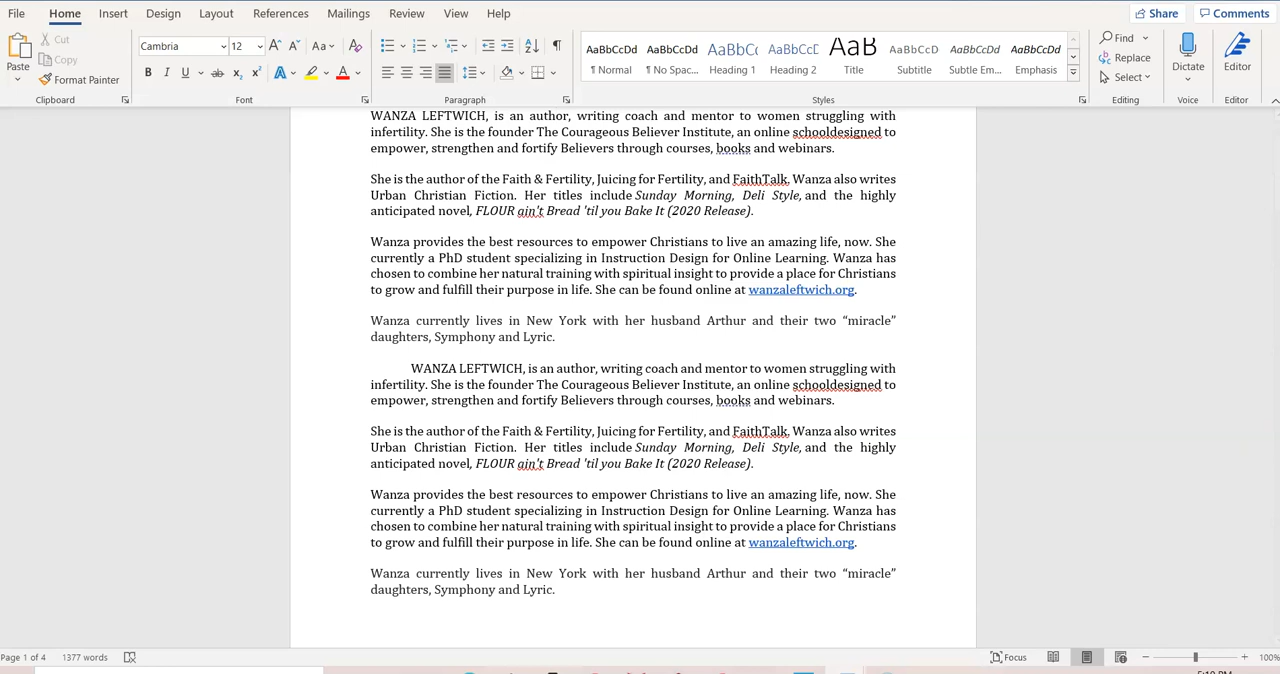 File Home Insert Design Layout References Mailings Review View Help Share Comments
Paste Cut Copy Format Painter Clipboard
Cambria 12 Aa Font
Paragraph
AaBbCcDd AaBbCcDd AaBbC( AaBbCcD AaB AaBbCcD AaBbCcDd AaBbCcDd
¶ Normal ¶ No Spac... Heading 1 Heading 2 Title Subtitle Subtle Em... Emphasis
Styles
Find Replace Select Editing
Dictate Voice
Editor Editor
WANZA LEFTWICH, is an author, writing coach and mentor to women struggling with
infertility. She is the founder The Courageous Believer Institute, an online schooldesigned to
empower, strengthen and fortify Believers through courses, books and webinars.
She is the author of the Faith & Fertility, Juicing for Fertility, and FaithTalk. Wanza also writes
Urban Christian Fiction. Her titles include Sunday Morning, Deli Style, and the highly
anticipated novel, FLOUR ain't Bread 'til you Bake It (2020 Release).
Wanza provides the best resources to empower Christians to live an amazing life, now. She
currently a PhD student specializing in Instruction Design for Online Learning. Wanza has
chosen to combine her natural training with spiritual insight to provide a place for Christians
to grow and fulfill their purpose in life. She can be found online at wanzaleftwich.org.
Wanza currently lives in New York with her husband Arthur and their two “miracle”
daughters, Symphony and Lyric.
WANZA LEFTWICH, is an author, writing coach and mentor to women struggling with
infertility. She is the founder The Courageous Believer Institute, an online schooldesigned to
empower, strengthen and fortify Believers through courses, books and webinars.
She is the author of the Faith & Fertility, Juicing for Fertility, and FaithTalk. Wanza also writes
Urban Christian Fiction. Her titles include Sunday Morning, Deli Style, and the highly
anticipated novel, FLOUR ain't Bread 'til you Bake It (2020 Release).
Wanza provides the best resources to empower Christians to live an amazing life, now. She
currently a PhD student specializing in Instruction Design for Online Learning. Wanza has
chosen to combine her natural training with spiritual insight to provide a place for Christians
to grow and fulfill their purpose in life. She can be found online at wanzaleftwich.org.
Wanza currently lives in New York with her husband Arthur and their two “miracle”
daughters, Symphony and Lyric.
Page 1 of 4 1377 words Focus 100%